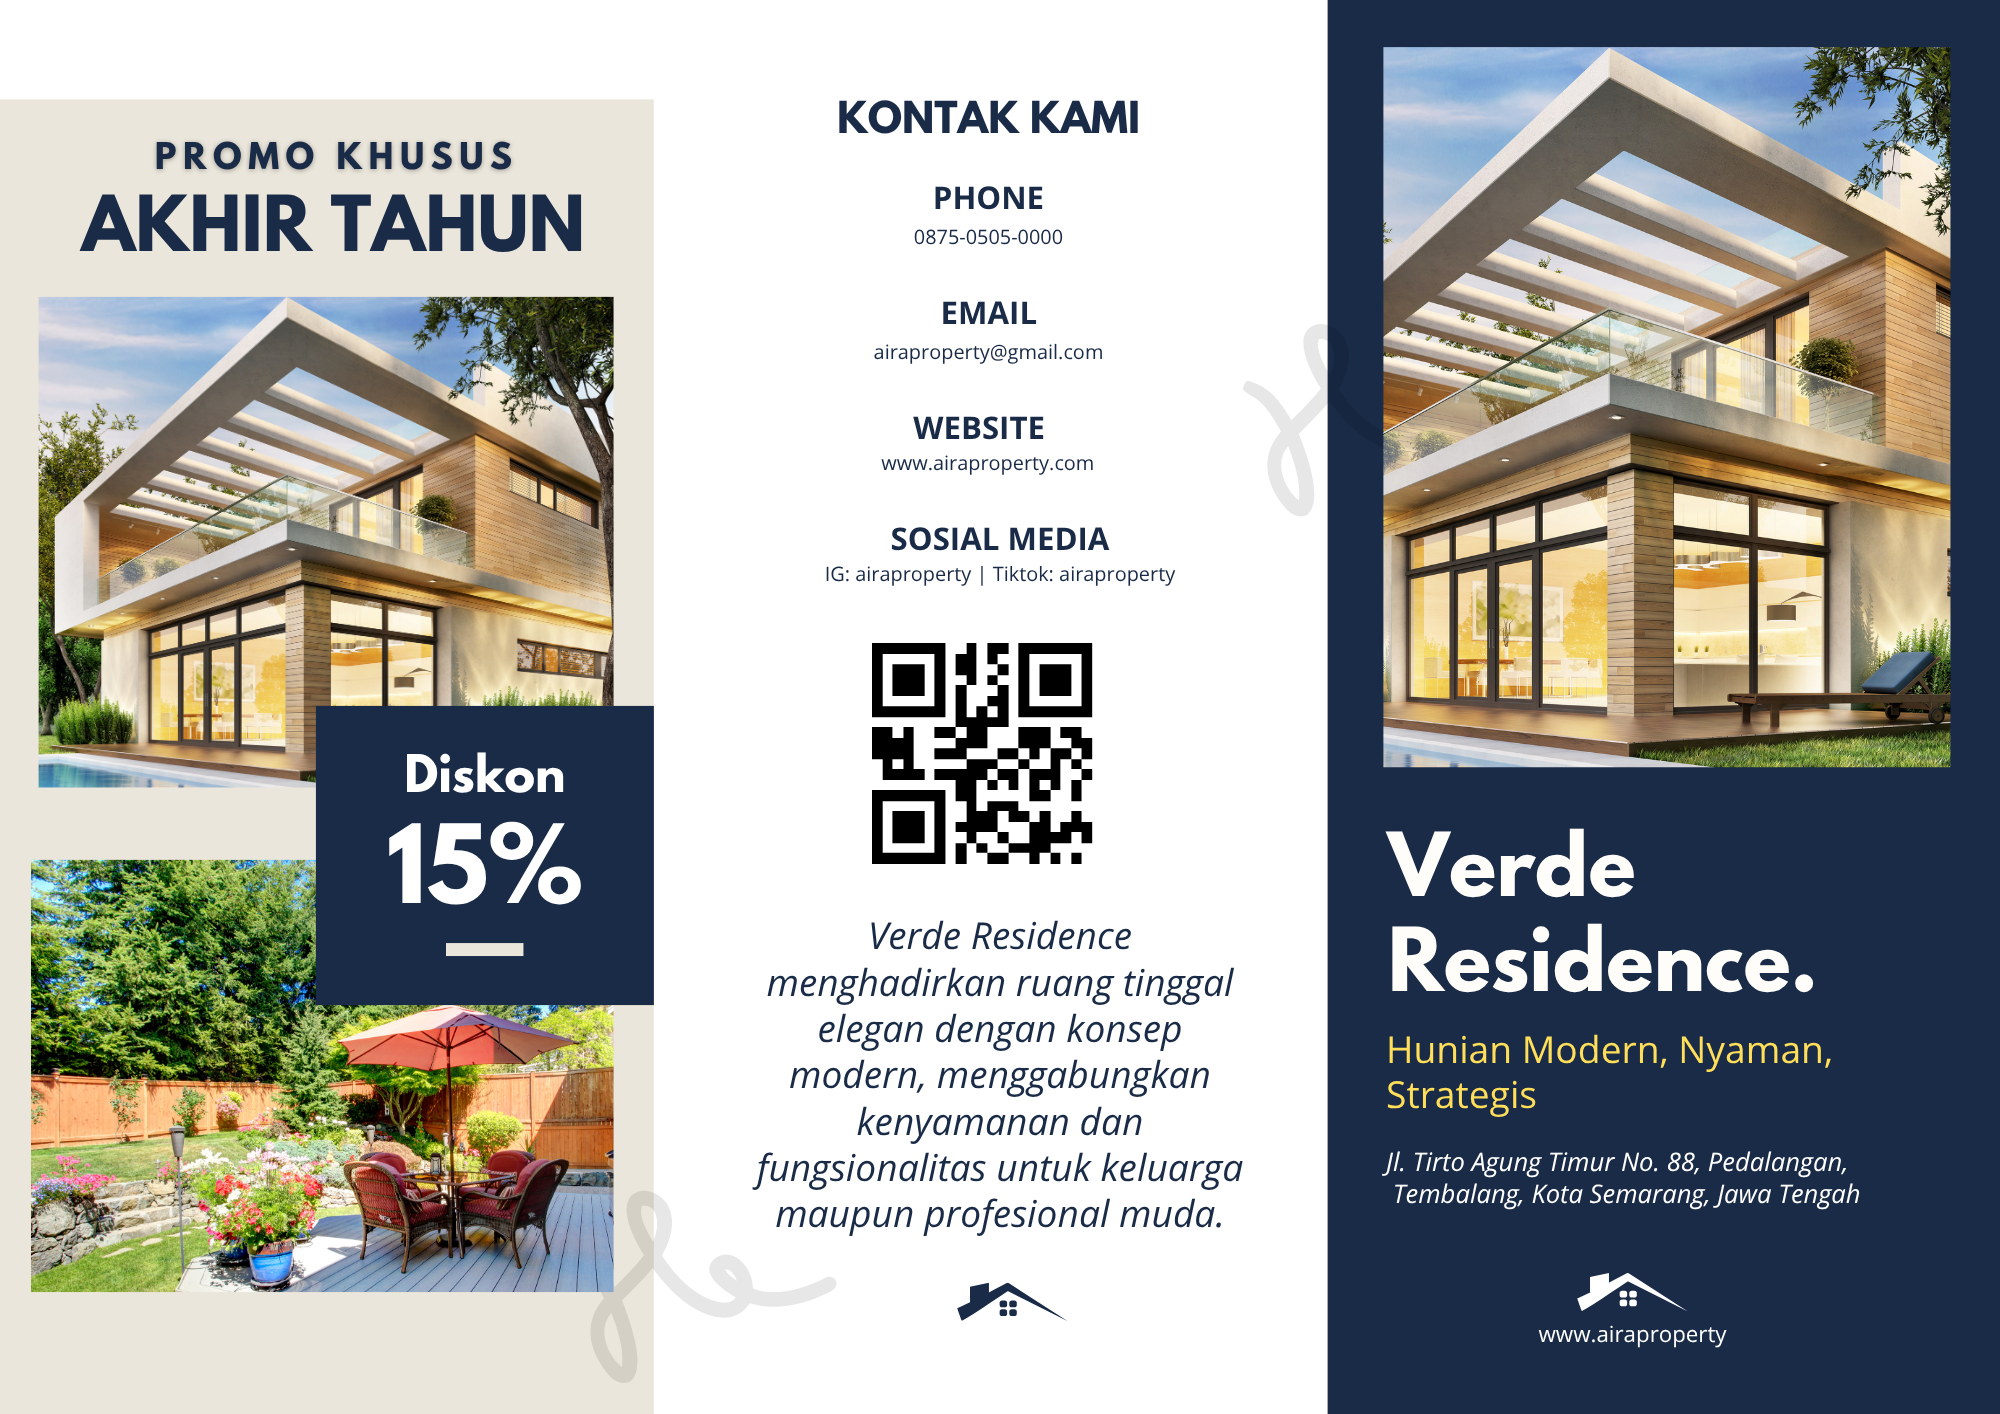 PROMO KHUSUS
AKHIR TAHUN
Diskon
15%
KONTAK KAMI
PHONE
0875-0505-0000
EMAIL
airaproperty@gmail.com
WEBSITE
www.airaproperty.com
SOSIAL MEDIA
IG: airaproperty | Tiktok: airaproperty
Verde Residence
menghadirkan ruang tinggal
elegan dengan konsep
modern, menggabungkan
kenyamanan dan
fungsionalitas untuk keluarga
maupun profesional muda.
Verde
Residence.
Hunian Modern, Nyaman,
Strategis
Jl. Tirto Agung Timur No. 88, Pedalangan,
Tembalang, Kota Semarang, Jawa Tengah
www.airaproperty